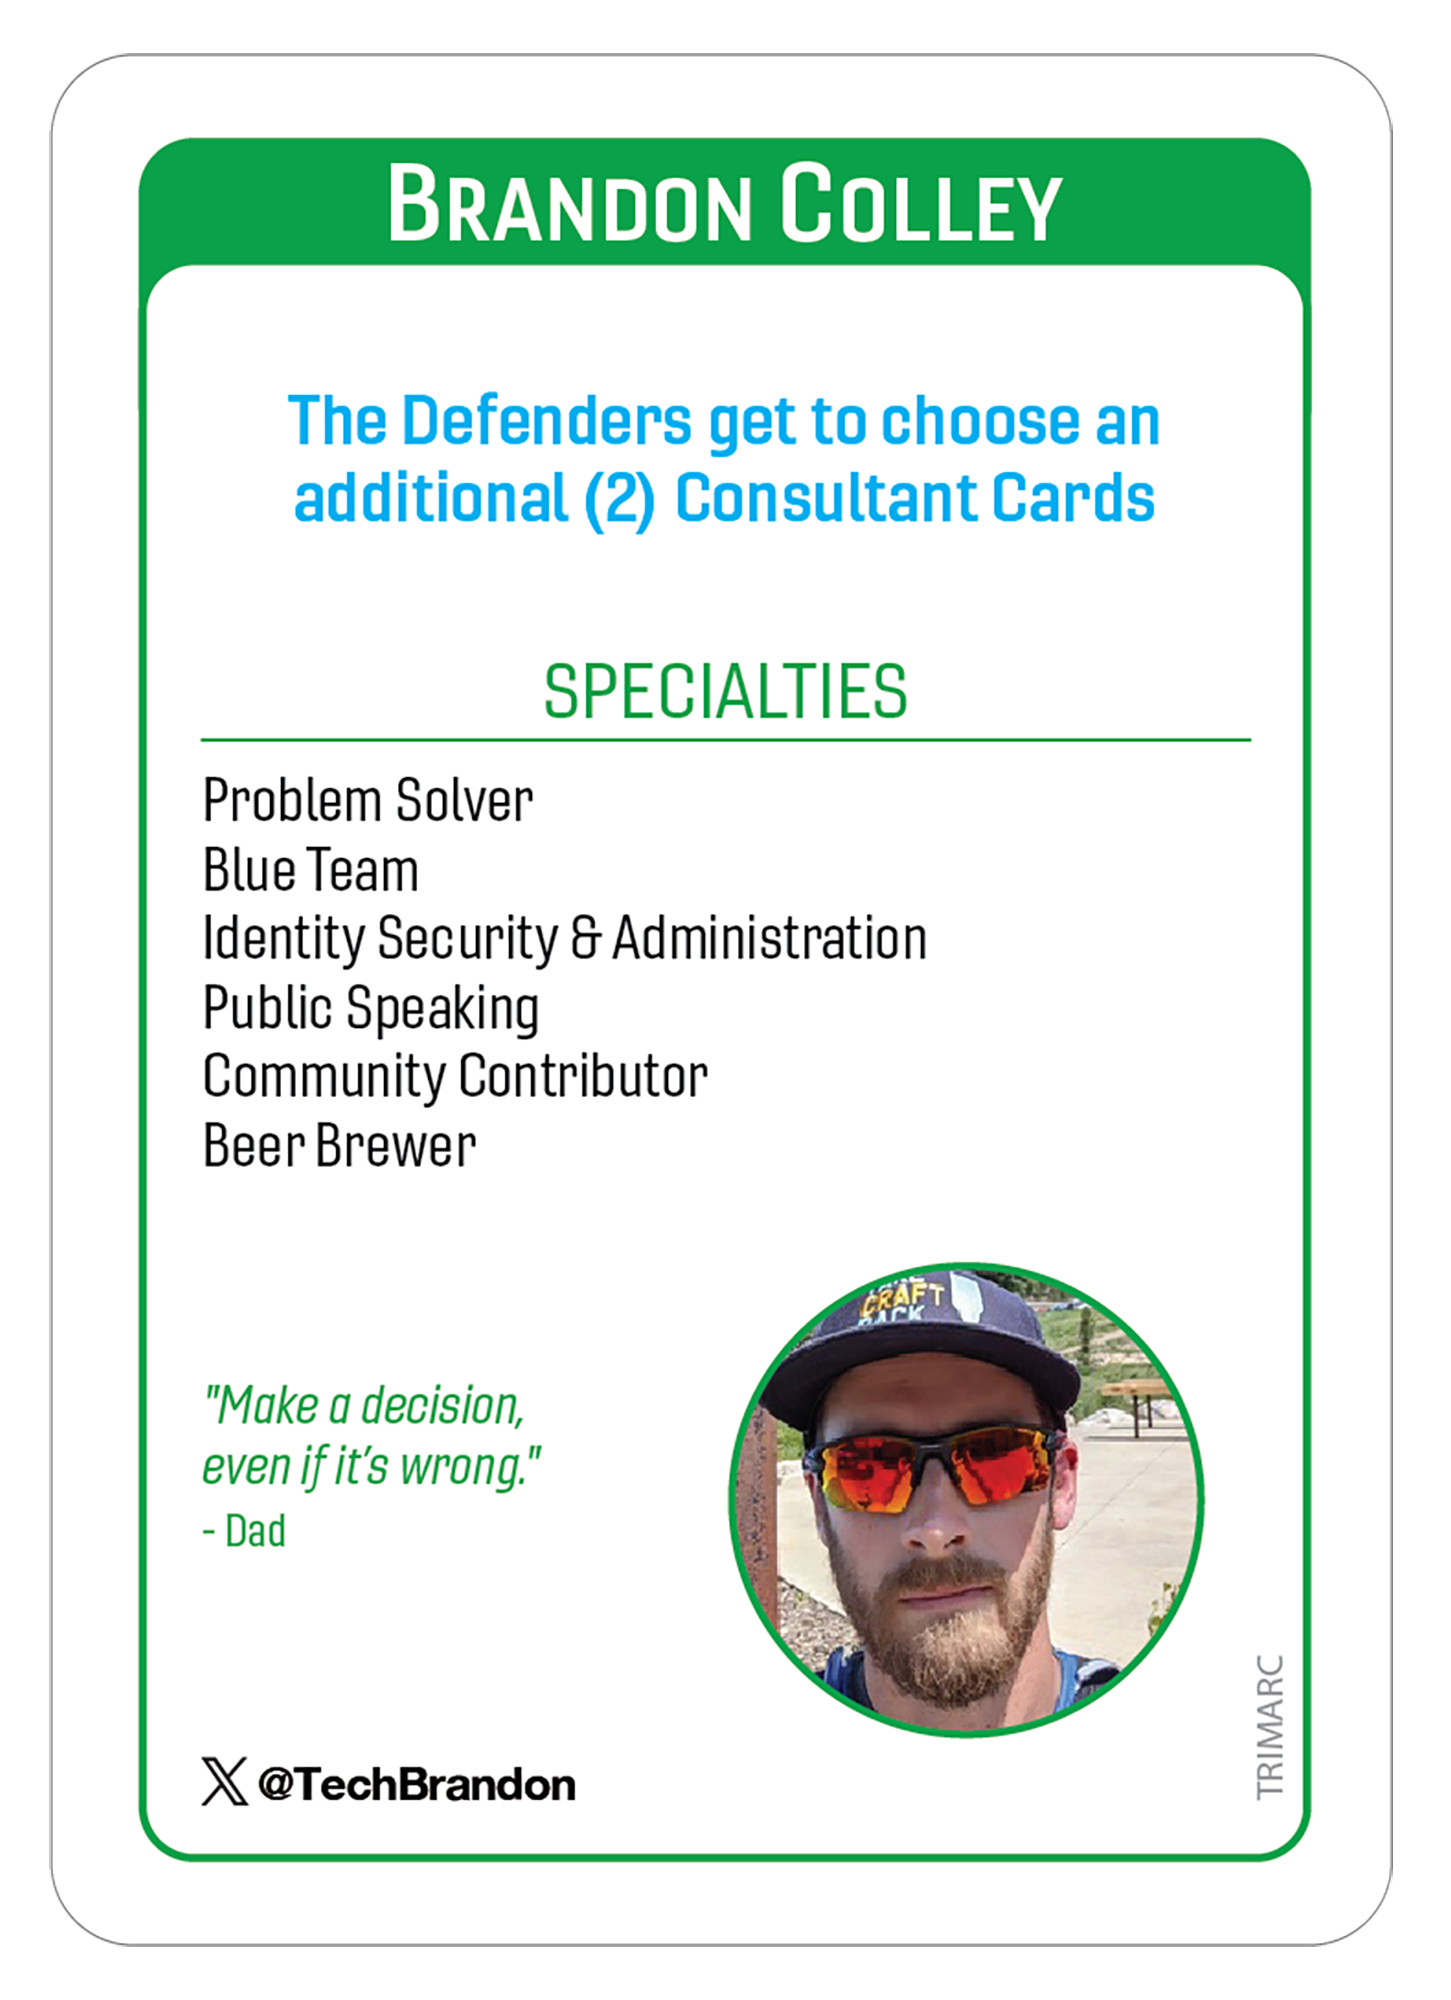 BRANDON COLLEY
The Defenders get to choose an
additional (2) Consultant Cards
SPECIALTIES
Problem Solver
Blue Team
Identity Security & Administration
Public Speaking
Community Contributor
Beer Brewer
"Make a decision,
even if it's wrong."
- Dad
CRAFT
PACK
@TechBrandon
TRIMARC